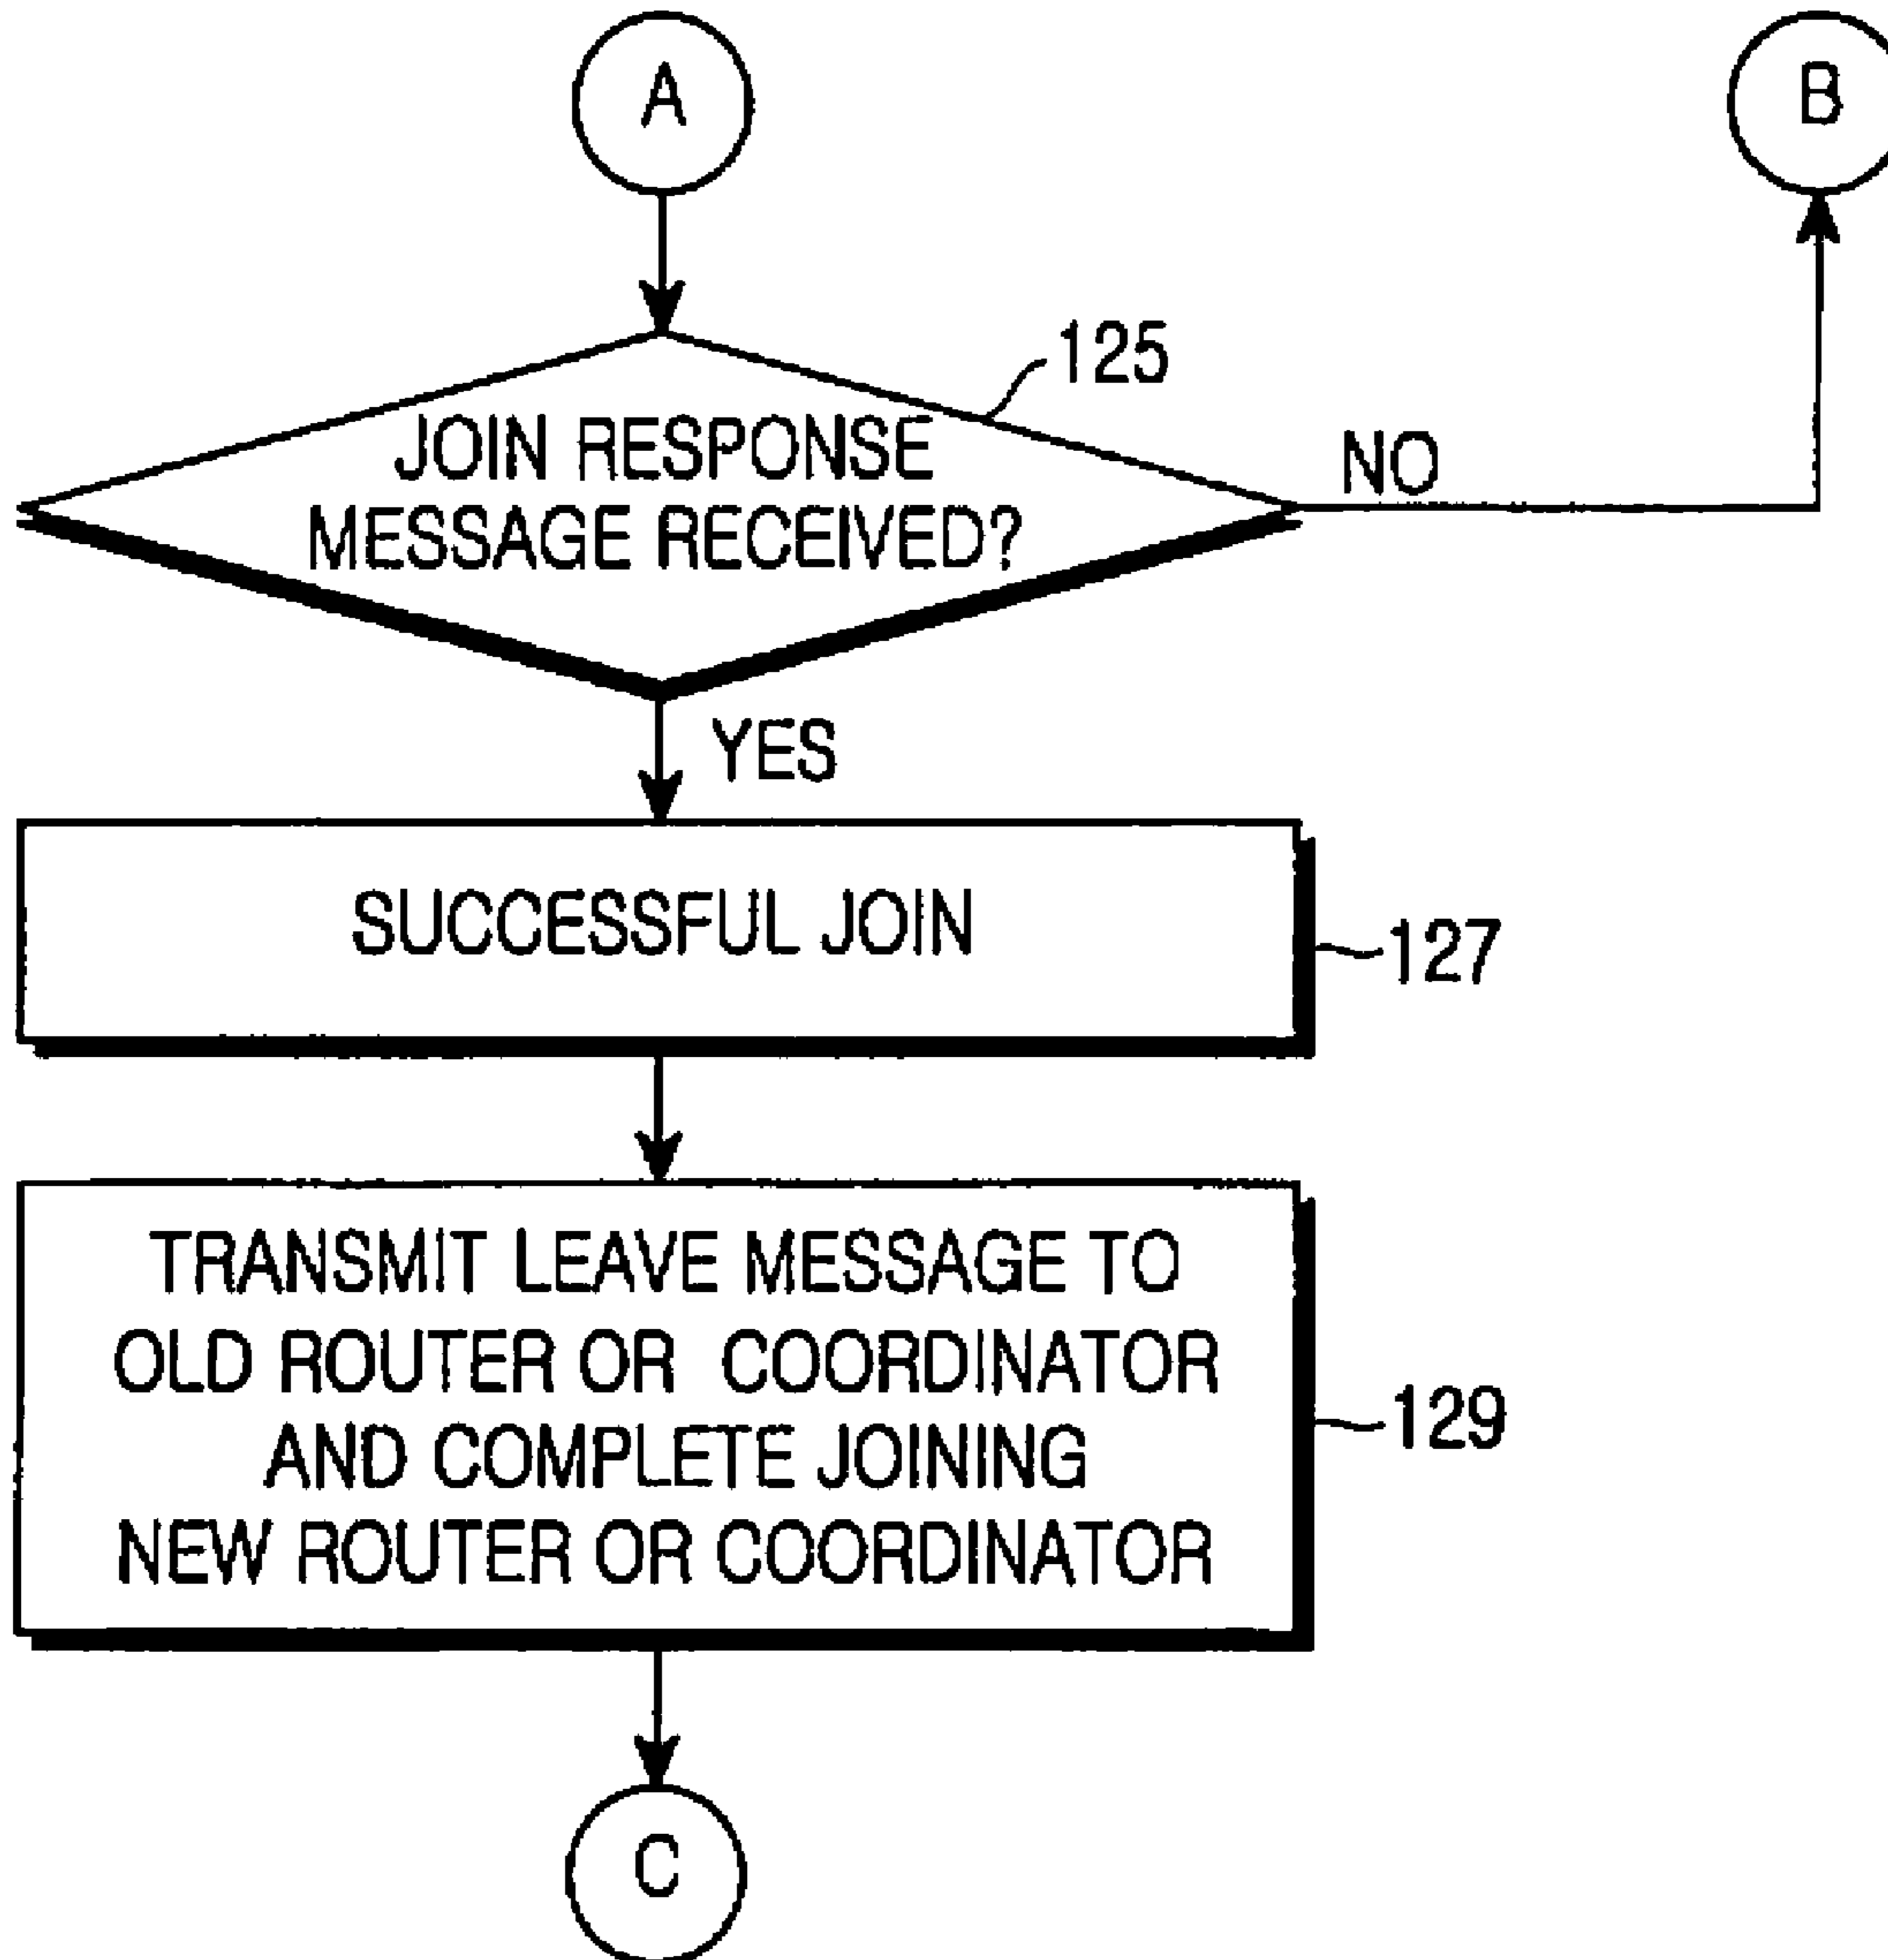 A
B
125
JOIN RESPONSE
MESSAGE RECEIVED?
NO
YES
SUCCESSFUL JOIN
127
TRANSMIT LEAVE MESSAGE TO
OLD ROUTER OR COORDINATOR
AND COMPLETE JOINING
NEW ROUTER OR COORDINATOR
129
C